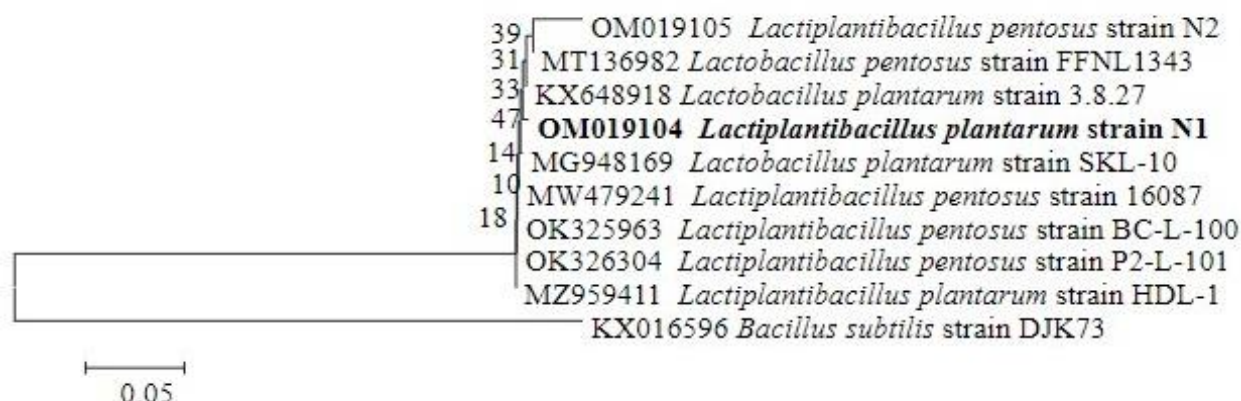 39 OM019105 Lactiplantibacillus pentosus strain N2
31 MT136982 Lactobacillus pentosus strain FFNL1343
33 KX648918 Lactobacillus plantarum strain 3.8.27
47 OM019104 Lactiplantibacillus plantarum strain N1
14 MG948169 Lactobacillus plantarum strain SKL-10
10 MW479241 Lactiplantibacillus pentosus strain 16087
18 OK325963 Lactiplantibacillus pentosus strain BC-L-100
OK326304 Lactiplantibacillus pentosus strain P2-L-101
MZ959411 Lactiplantibacillus plantarum strain HDL-1
KX016596 Bacillus subtilis strain DJK73
0.05